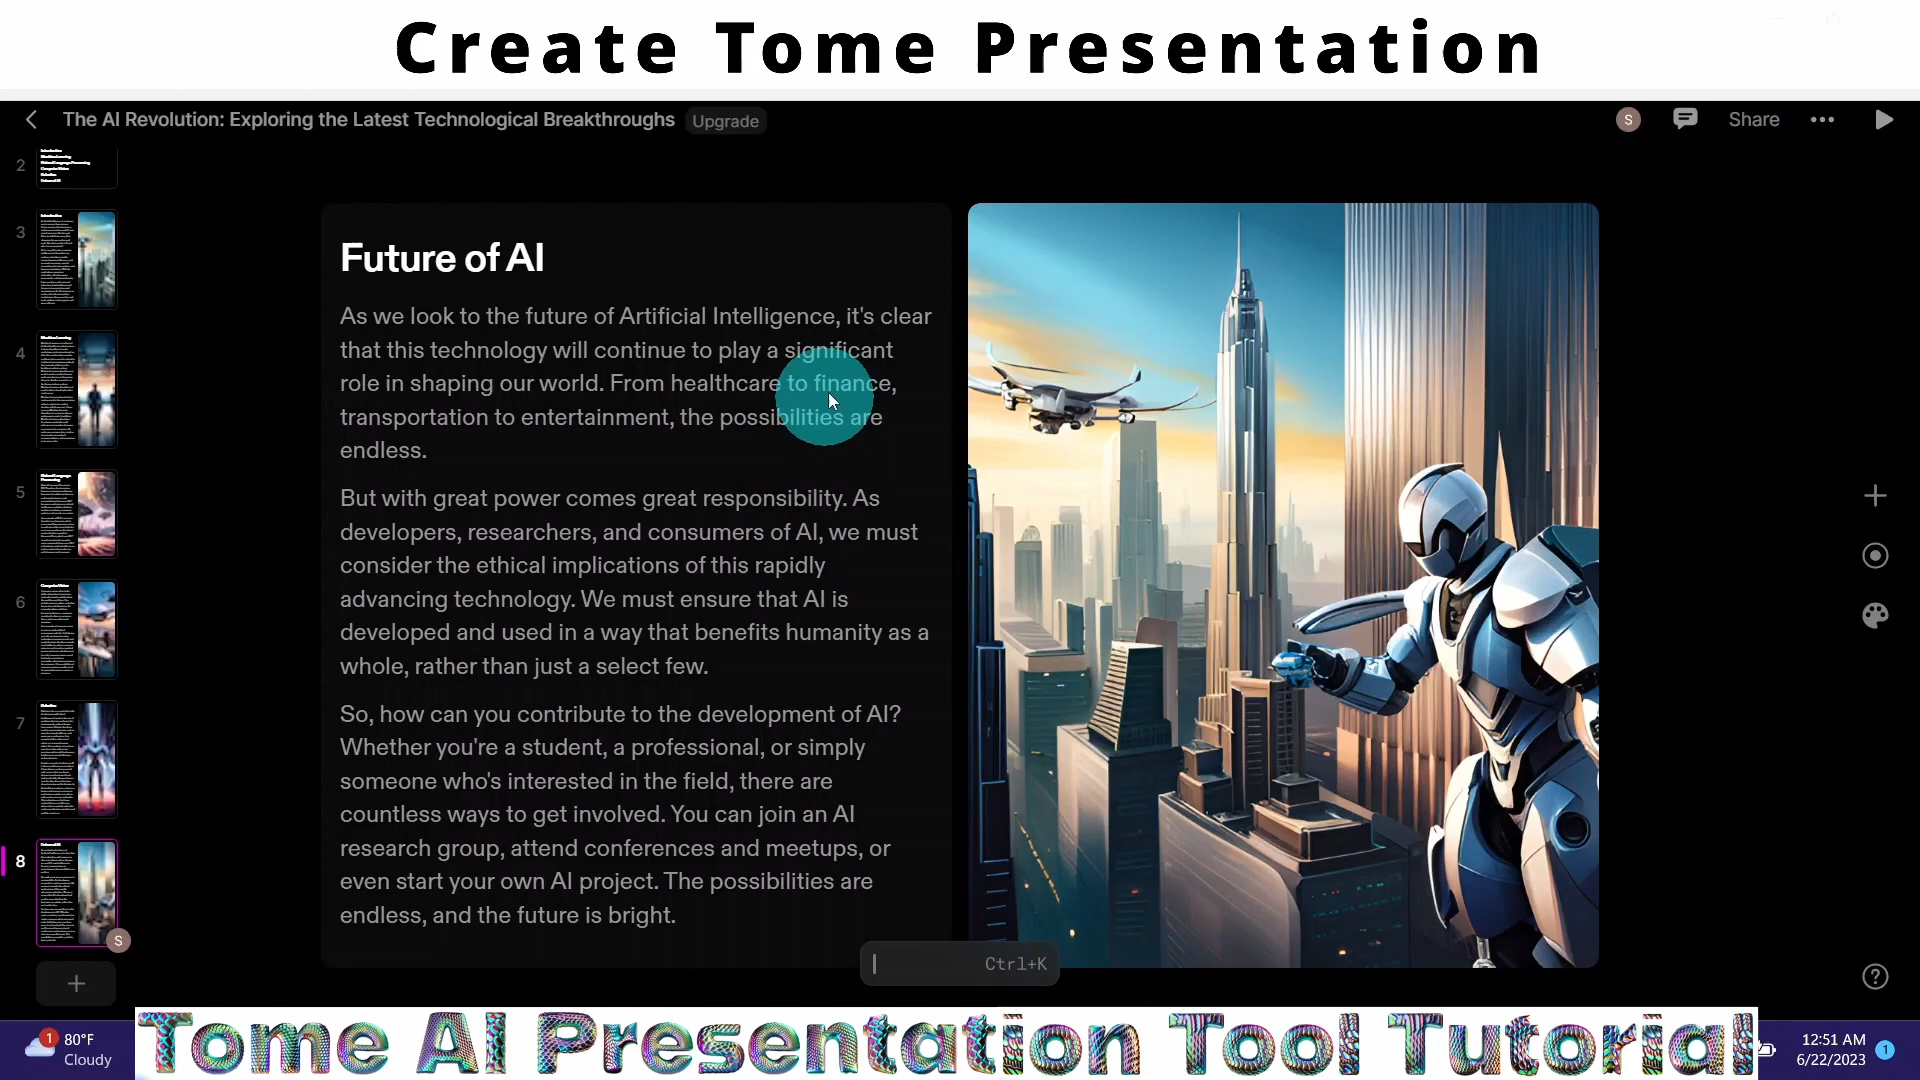 Create Tome Presentation
The AI Revolution: Exploring the Latest Technological Breakthroughs
Upgrade
S
Share
2
3
4
5
6
7
8
S
Future of AI
As we look to the future of Artificial Intelligence, it's clear
that this technology will continue to play a significant
role in shaping our world. From healthcare to finance,
transportation to entertainment, the possibilities are
endless.
But with great power comes great responsibility. As
developers, researchers, and consumers of AI, we must
consider the ethical implications of this rapidly
advancing technology. We must ensure that AI is
developed and used in a way that benefits humanity as a
whole, rather than just a select few.
So, how can you contribute to the development of AI?
Whether you're a student, a professional, or simply
someone who's interested in the field, there are
countless ways to get involved. You can join an AI
research group, attend conferences and meetups, or
even start your own AI project. The possibilities are
endless, and the future is bright.
Ctrl+K
1
80°F
Cloudy
Tome AI Presentation Tool Tutorial
12:51 AM
6/22/2023
1